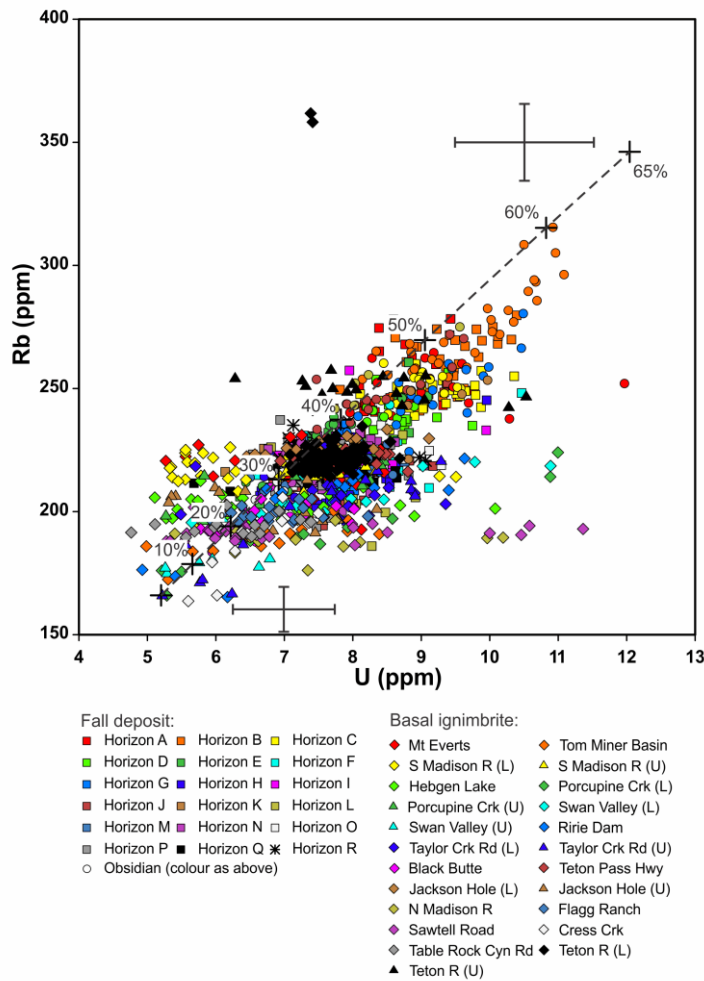 400
350
300
250
200
150
Rb (ppm)
65%
60%
50%
40%
30%
20%
10%
4 5 6 7 8 9 10 11 12 13
U (ppm)
Fall deposit:
Horizon A Horizon B Horizon C
Horizon D Horizon E Horizon F
Horizon G Horizon H Horizon I
Horizon J Horizon K Horizon L
Horizon M Horizon N Horizon O
Horizon P Horizon Q Horizon R
Obsidian (colour as above)
Basal ignimbrite:
Mt Everts Tom Miner Basin
S Madison R (L) S Madison R (U)
Hebgen Lake Porcupine Crk (L)
Porcupine Crk (U) Swan Valley (L)
Swan Valley (U) Ririe Dam
Taylor Crk Rd (L) Taylor Crk Rd (U)
Black Butte Teton Pass Hwy
Jackson Hole (L) Jackson Hole (U)
N Madison R Flagg Ranch
Sawtell Road Cress Crk
Table Rock Cyn Rd Teton R (L)
Teton R (U)